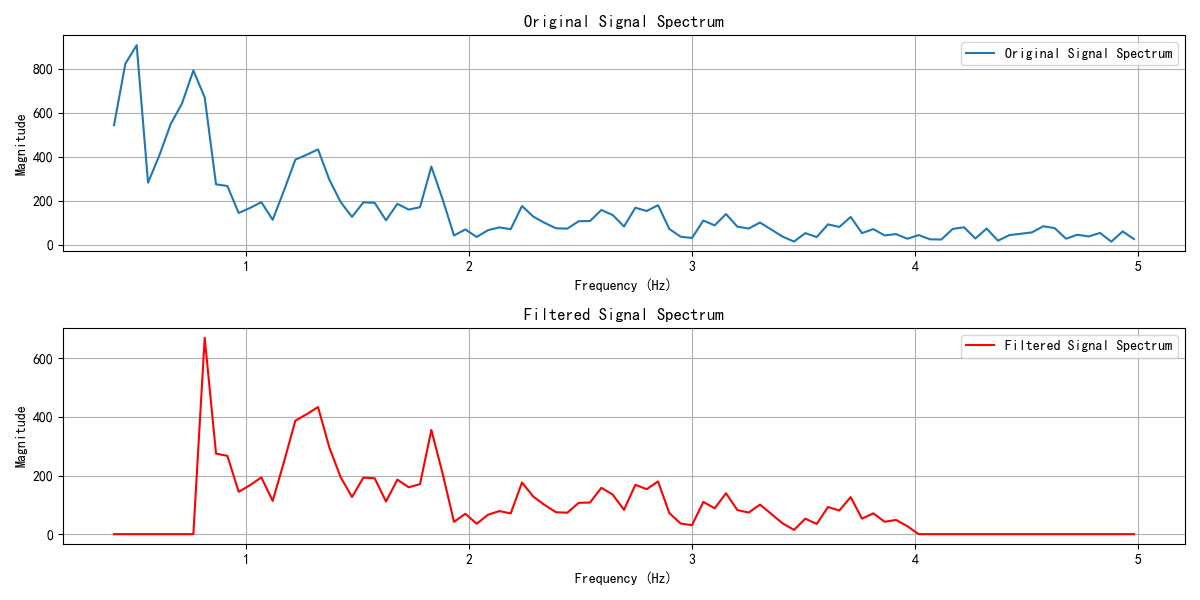 Original Signal Spectrum
Original Signal Spectrum
Magnitude
800
600
400
200
0
1 2 3 4 5
Frequency (Hz)
Filtered Signal Spectrum
Filtered Signal Spectrum
Magnitude
600
400
200
0
1 2 3 4 5
Frequency (Hz)